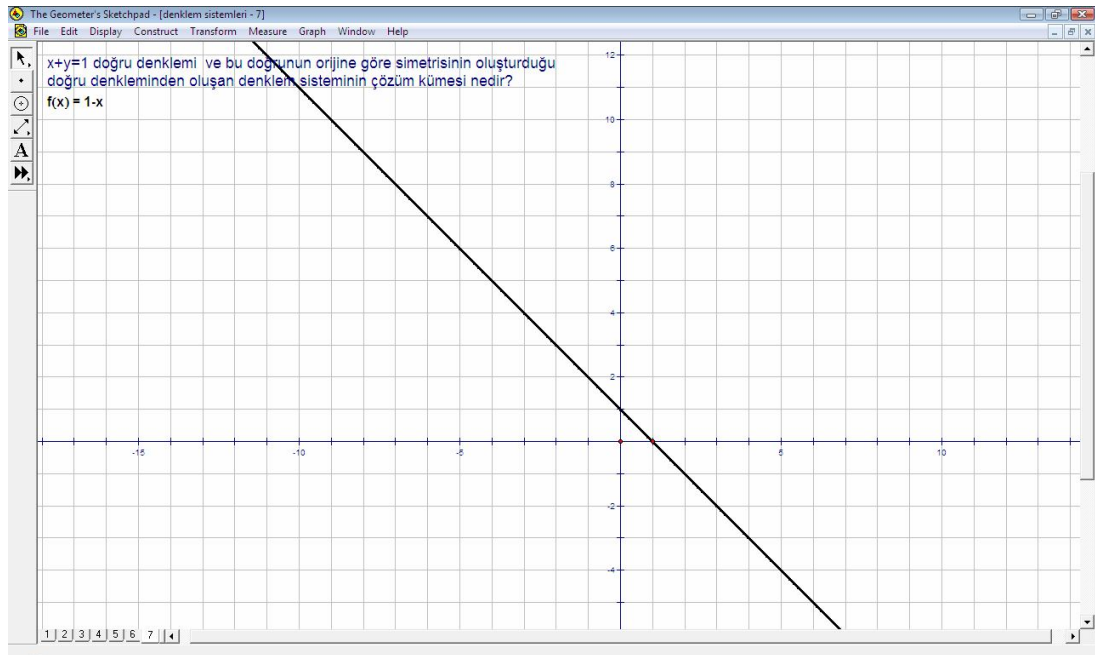 The Geometer's Sketchpad - [denklem sistemleri - 7]
File Edit Display Construct Transform Measure Graph Window Help
x+y=1 doğru denklemi ve bu doğrunun orijine göre simetrisinin oluşturduğu
doğru denkleminden oluşan denklem sisteminin çözüm kümesi nedir?
f(x) = 1-x
A
12
10
8
6
4
2
-15 -10 -5 5 10
-2
-4
1 2 3 4 5 6 7